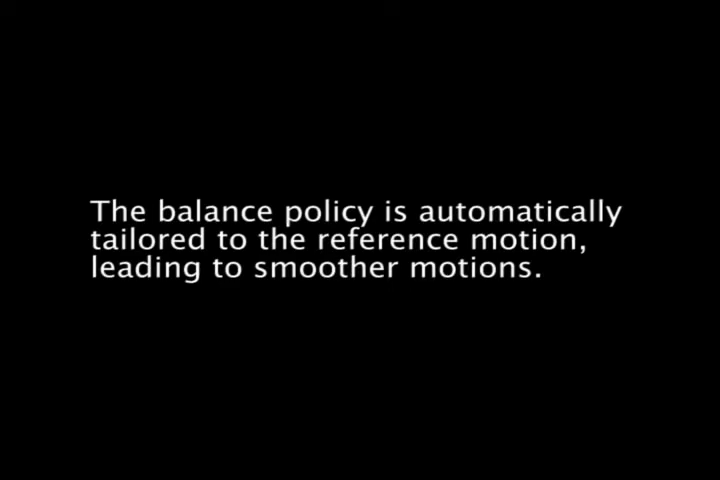 The balance policy is automatically
tailored to the reference motion,
leading to smoother motions.